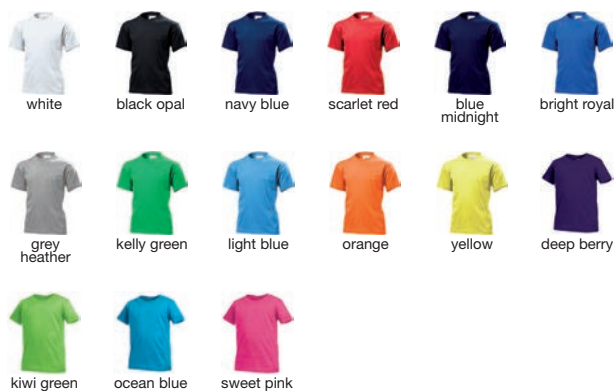 white
black opal
navy blue
scarlet red
blue
midnight
bright royal
grey
heather
kelly green
light blue
orange
yellow
deep berry
kiwi green
ocean blue
sweet pink